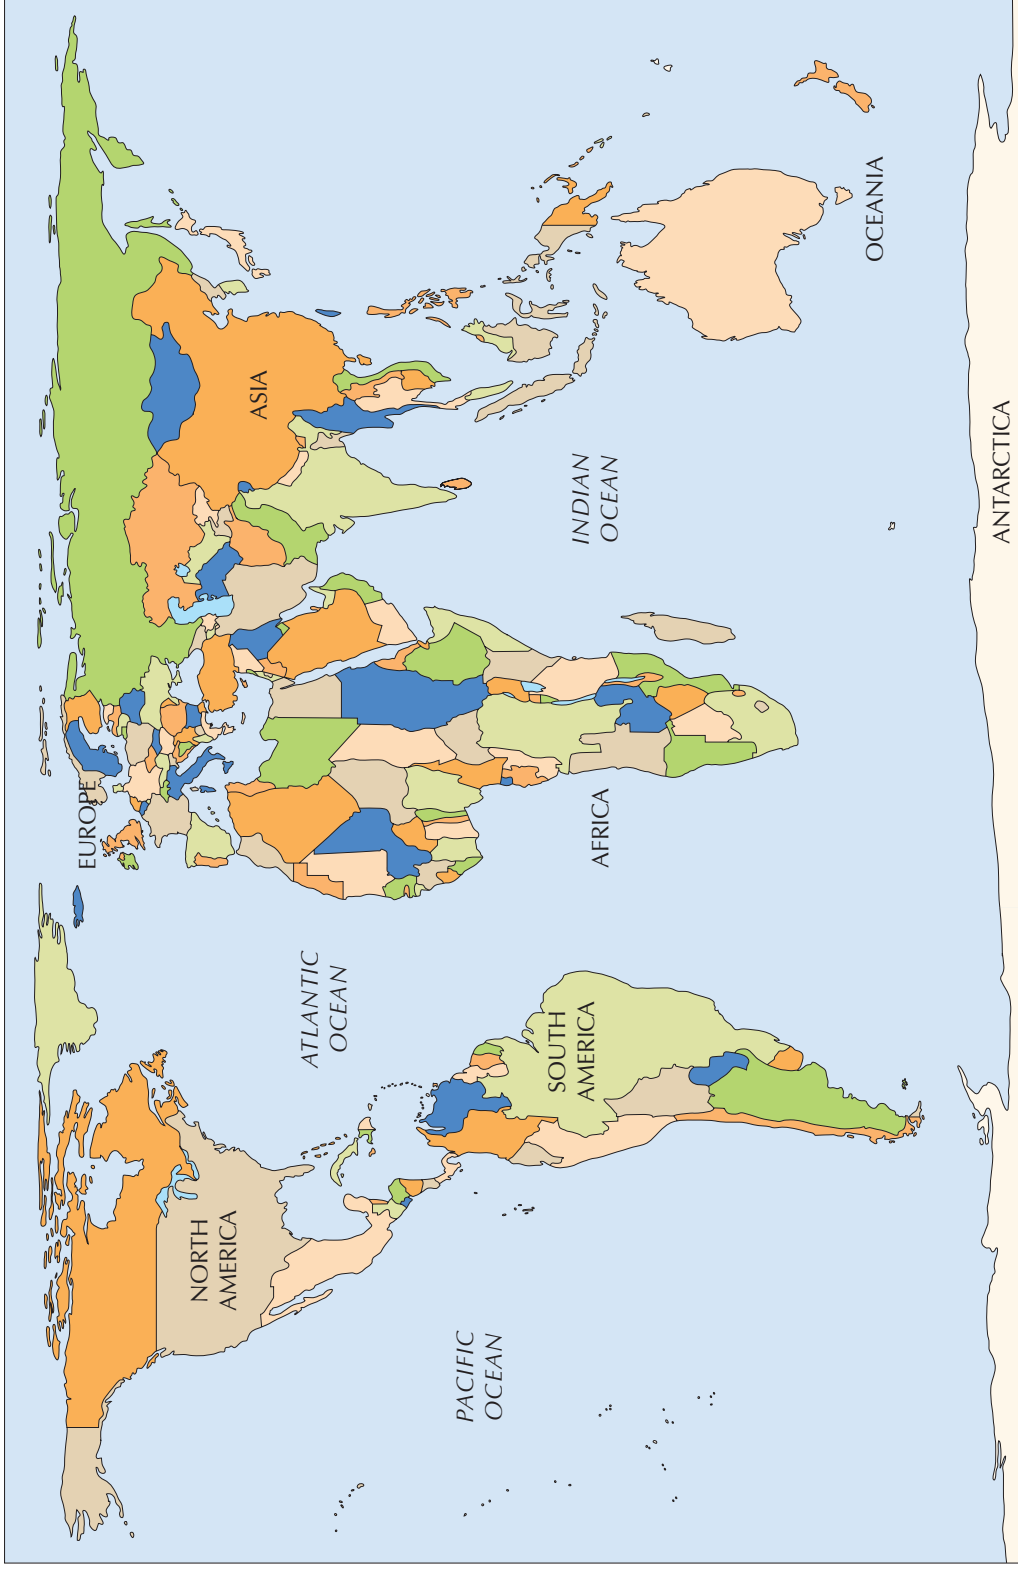 EUROPE
ASIA
NORTH
AMERICA
ATLANTIC
OCEAN
PACIFIC
OCEAN
SOUTH
AMERICA
AFRICA
INDIAN
OCEAN
OCEANIA
ANTARCTICA